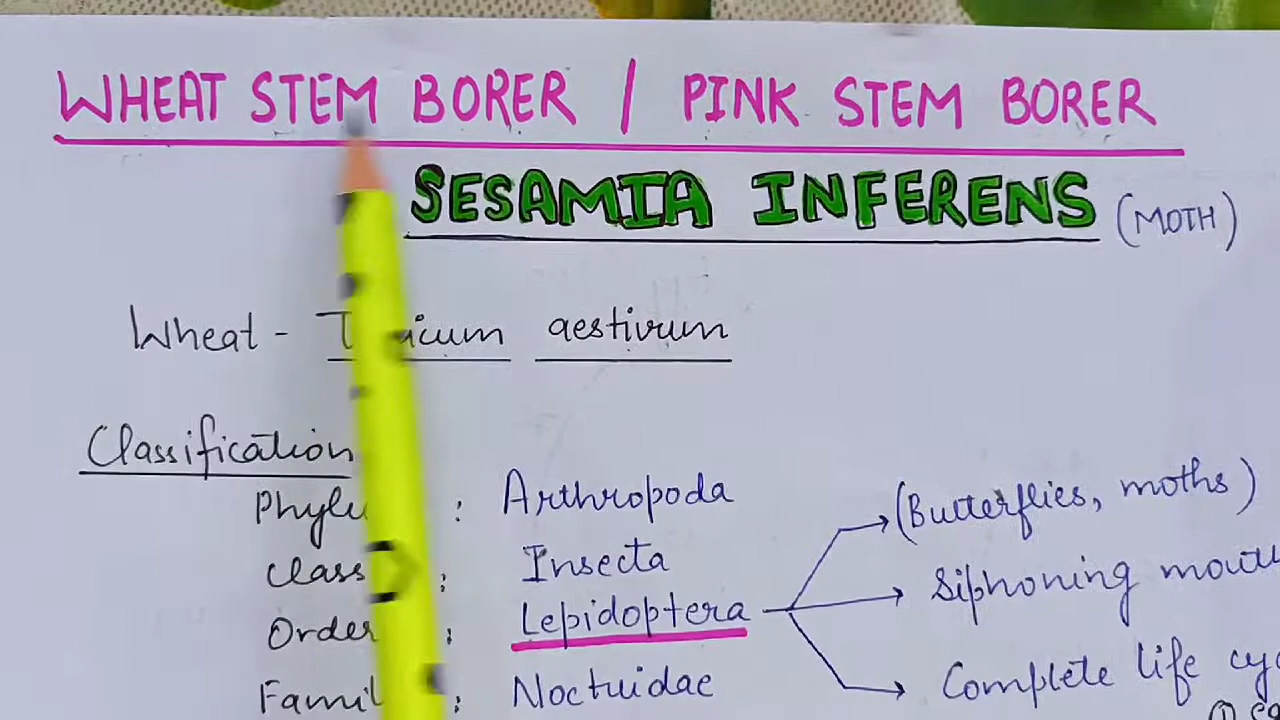 WHEAT STEM BORER / PINK STEM BORER
SESAMIA INFERENS (MOTH)
Wheat - aestivum
Classification
: Arthropoda
Class : Insecta
Order : Lepidoptera
: Noctuidae
(Butterflies, moths)
Siphoning
Complete life